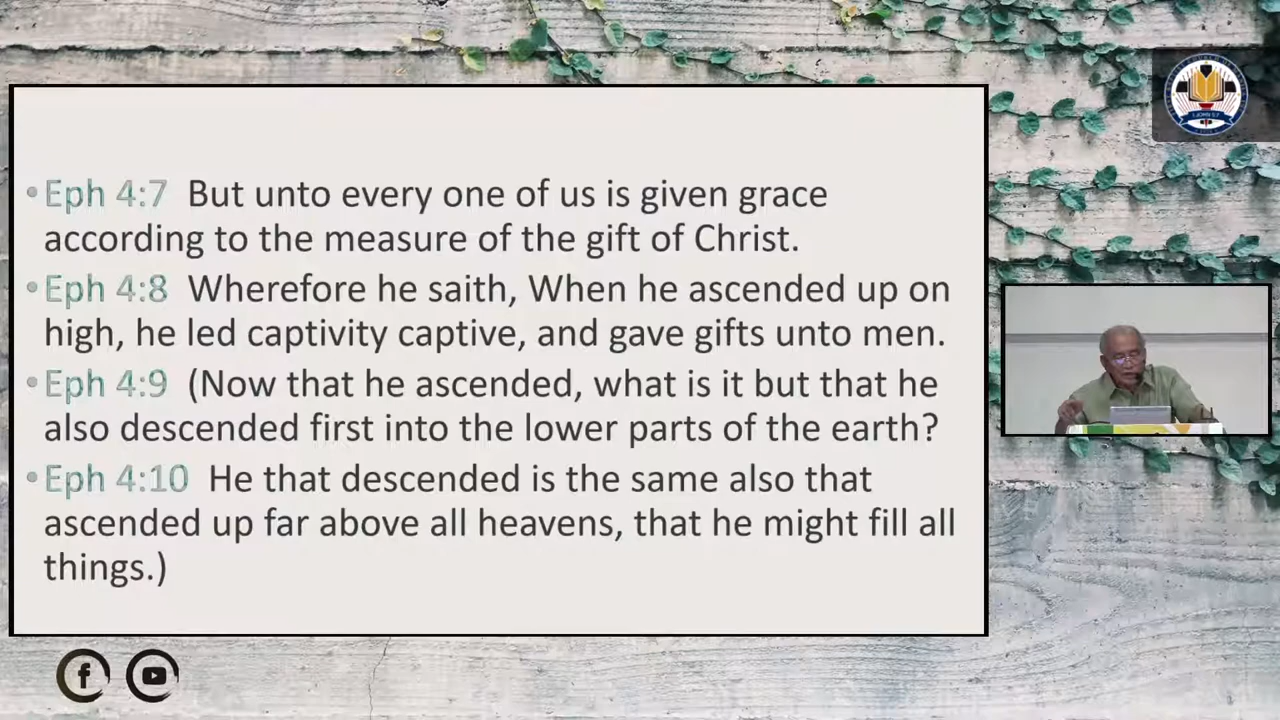 •Eph 4:7 But unto every one of us is given grace
according to the measure of the gift of Christ.
•Eph 4:8 Wherefore he saith, When he ascended up on
high, he led captivity captive, and gave gifts unto men.
•Eph 4:9 (Now that he ascended, what is it but that he
also descended first into the lower parts of the earth?
•Eph 4:10 He that descended is the same also that
ascended up far above all heavens, that he might fill all
things.)
1 JOHN 5:7
f